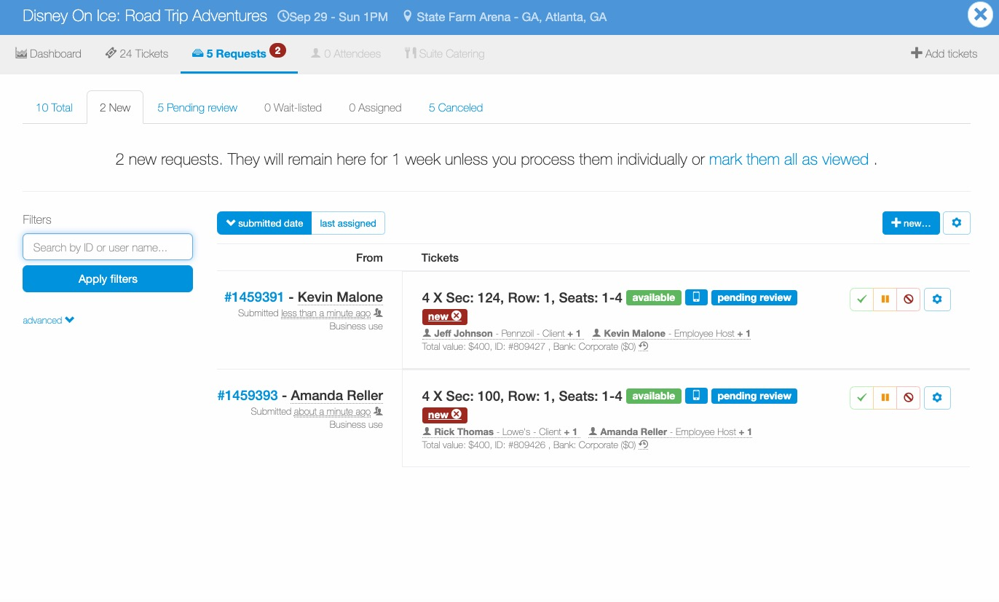 Disney On Ice: Road Trip Adventures Sep 29 - Sun 1PM State Farm Arena - GA, Atlanta, GA
Dashboard 24 Tickets 5 Requests 2 0 Attendees Suite Catering Add tickets
10 Total 2 New 5 Pending review 0 Wait-listed 0 Assigned 5 Canceled
2 new requests. They will remain here for 1 week unless you process them individually or mark them all as viewed .
Filters
Search by ID or user name...
Apply filters
advanced
submitted date last assigned new...
From Tickets
#1459391 - Kevin Malone
Submitted less than a minute ago
Business use
4 X Sec: 124, Row: 1, Seats: 1-4 available pending review
new
Jeff Johnson - Pennzoil - Client + 1 Kevin Malone - Employee Host + 1
Total value: $400, ID: #809427 , Bank: Corporate ($0)
#1459393 - Amanda Reller
Submitted about a minute ago
Business use
4 X Sec: 100, Row: 1, Seats: 1-4 available pending review
new
Rick Thomas - Lowe's - Client + 1 Amanda Reller - Employee Host + 1
Total value: $400, ID: #809426 , Bank: Corporate ($0)